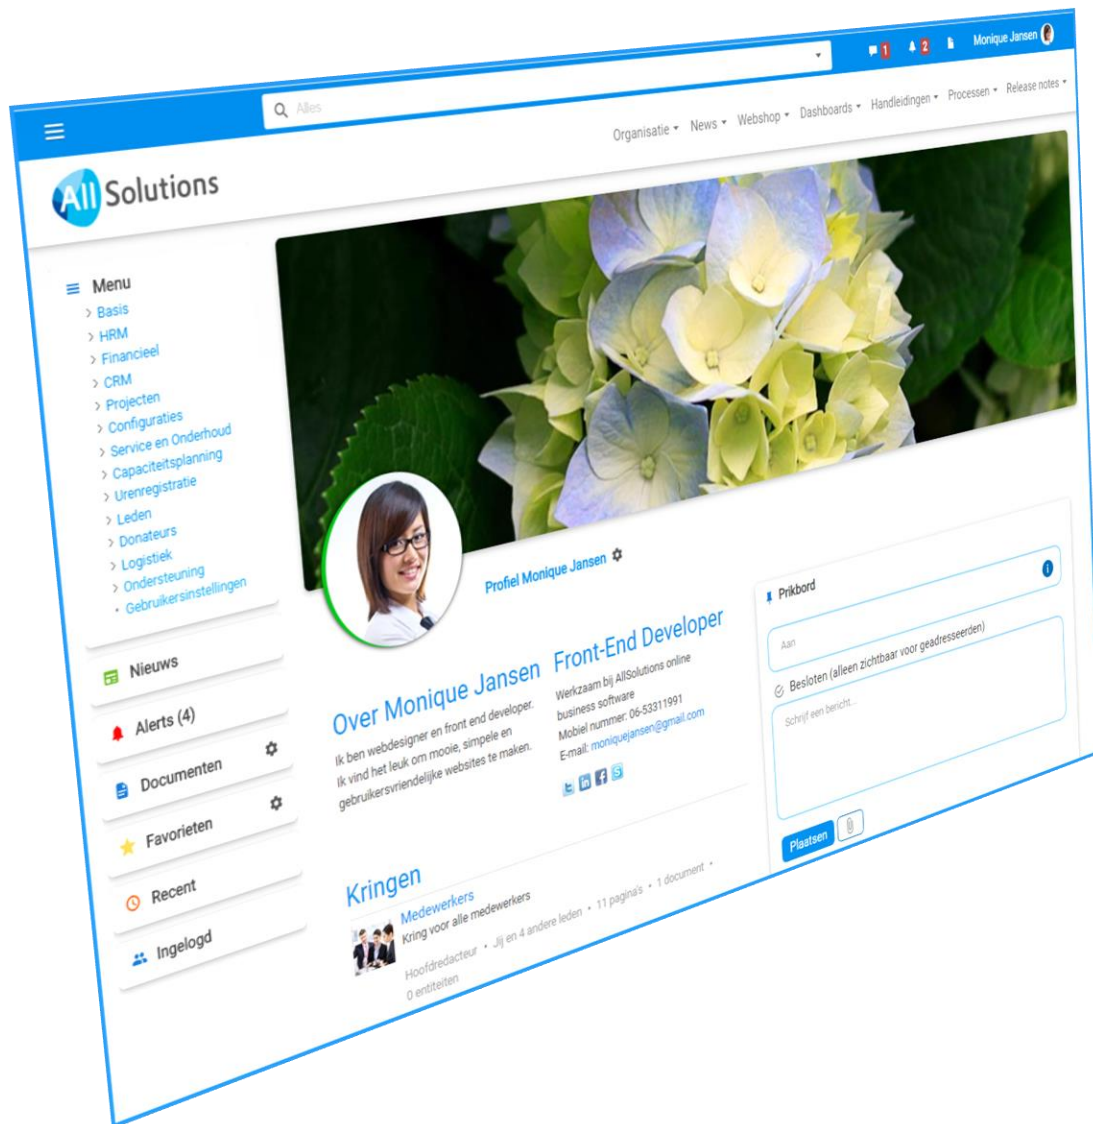 Alles
1
2
Monique Jansen
Organisatie
News
Webshop
Dashboards
Handleidingen
Processen
Release notes
All Solutions
Menu
Basis
HRM
Financieel
CRM
Projecten
Configuraties
Service en Onderhoud
Capaciteitsplanning
Urenregistratie
Leden
Donateurs
Logistiek
Ondersteuning
Gebruikersinstellingen
Nieuws
Alerts (4)
Documenten
Favorieten
Recent
Ingelogd
Profiel Monique Jansen
Over Monique Jansen
Ik ben webdesigner en front end developer.
Ik vind het leuk om mooie, simpele en
gebruikersvriendelijke websites te maken.
Front-End Developer
Werkzaam bij AllSolutions online
business software
Mobiel nummer: 06-53311991
E-mail: moniquejansen@gmail.com
Kringen
Medewerkers
Kring voor alle medewerkers
Hoofdredacteur • Jij en 4 andere leden • 11 pagina's • 1 document •
0 entiteiten
Prikbord
Aan
Besloten (alleen zichtbaar voor geadresseerden)
Schrijf een bericht...
Plaatsen